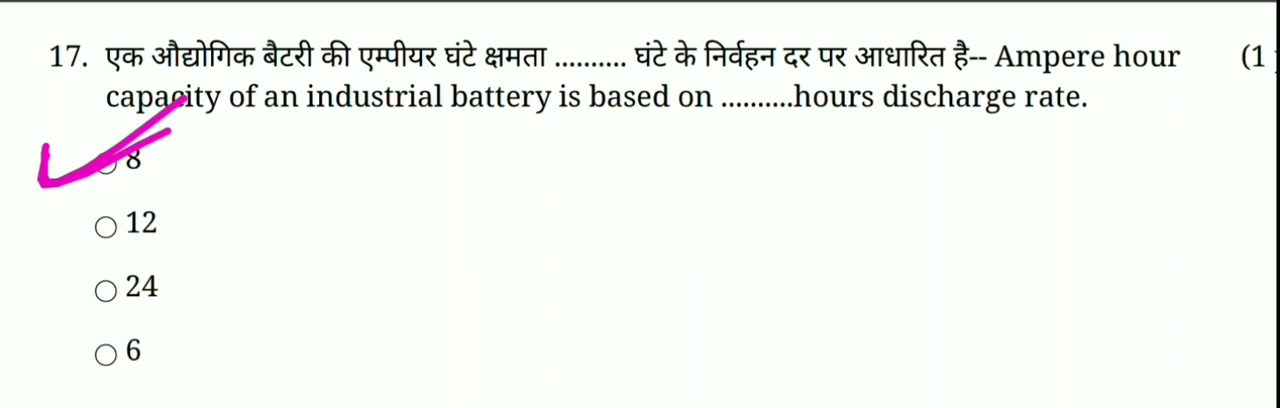 17. एक औद्योगिक बैटरी की एम्पीयर घंटे क्षमता .......... घंटे के निर्वहन दर पर आधारित है-- Ampere hour (1
capacity of an industrial battery is based on ..........hours discharge rate.
8
12
24
6